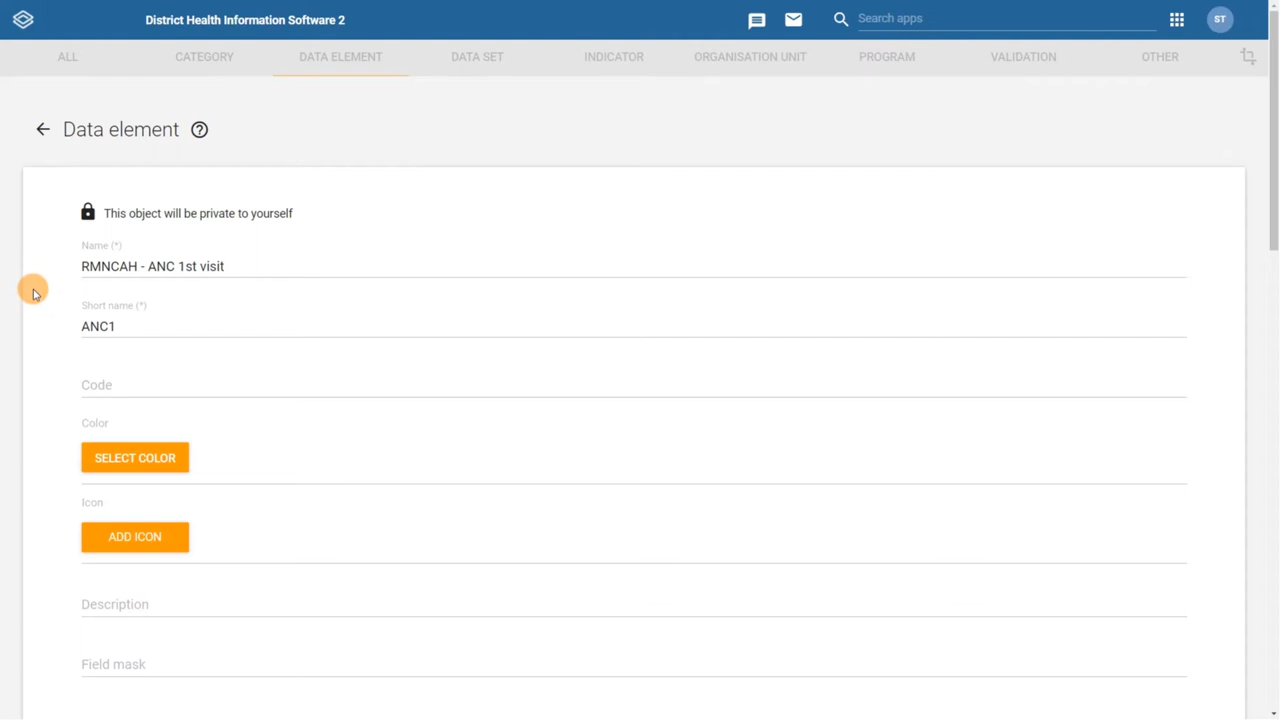 District Health Information Software 2
Search apps
ST
ALL
CATEGORY
DATA ELEMENT
DATA SET
INDICATOR
ORGANISATION UNIT
PROGRAM
VALIDATION
OTHER
Data element
This object will be private to yourself
Name (*)
RMNCAH - ANC 1st visit
Short name (*)
ANC1
Code
Color
SELECT COLOR
Icon
ADD ICON
Description
Field mask